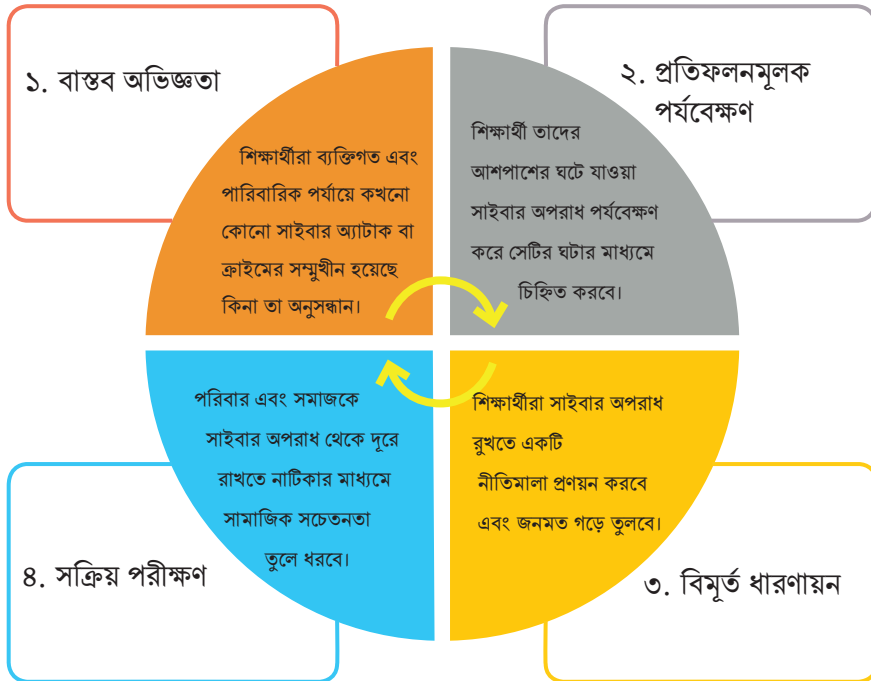 ১. বাস্তব অভিজ্ঞতা
শিক্ষার্থীরা ব্যক্তিগত এবং
পারিবারিক পর্যায়ে কখনো
কোনো সাইবার অ্যাটাক বা
ক্রাইমের সম্মুখীন হয়েছে
কিনা তা অনুসন্ধান।
২. প্রতিফলনমূলক
পর্যবেক্ষণ
শিক্ষার্থী তাদের
আশপাশের ঘটে যাওয়া
সাইবার অপরাধ পর্যবেক্ষণ
করে সেটির ঘটার মাধ্যমে
চিহ্নিত করবে।
শিক্ষার্থীরা সাইবার অপরাধ
রুখতে একটি
নীতিমালা প্রণয়ন করবে
এবং জনমত গড়ে তুলবে।
৩. বিমূর্ত ধারণায়ন
পরিবার এবং সমাজকে
সাইবার অপরাধ থেকে দূরে
রাখতে নাটিকার মাধ্যমে
সামাজিক সচেতনতা
তুলে ধরবে।
৪. সক্রিয় পরীক্ষণ